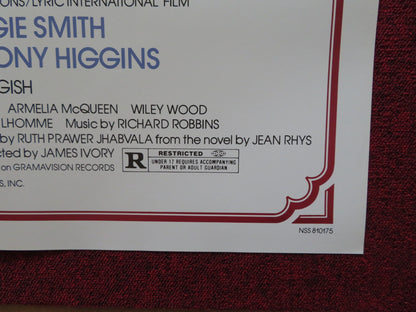 ONS/LYRIC INTERNATIONAL FILM
GIE SMITH
ONY HIGGINS
GISH
ARMELIA McQUEEN WILEY WOOD
LHOMME Music by RICHARD ROBBINS
by RUTH PRAWER JHABVALA from the novel by JEAN RHYS
cted by JAMES IVORY
on GRAMAVISION RECORDS
S, INC.
R RESTRICTED
UNDER 17 REQUIRES ACCOMPANYING
PARENT OR ADULT GUARDIAN
NSS 810175